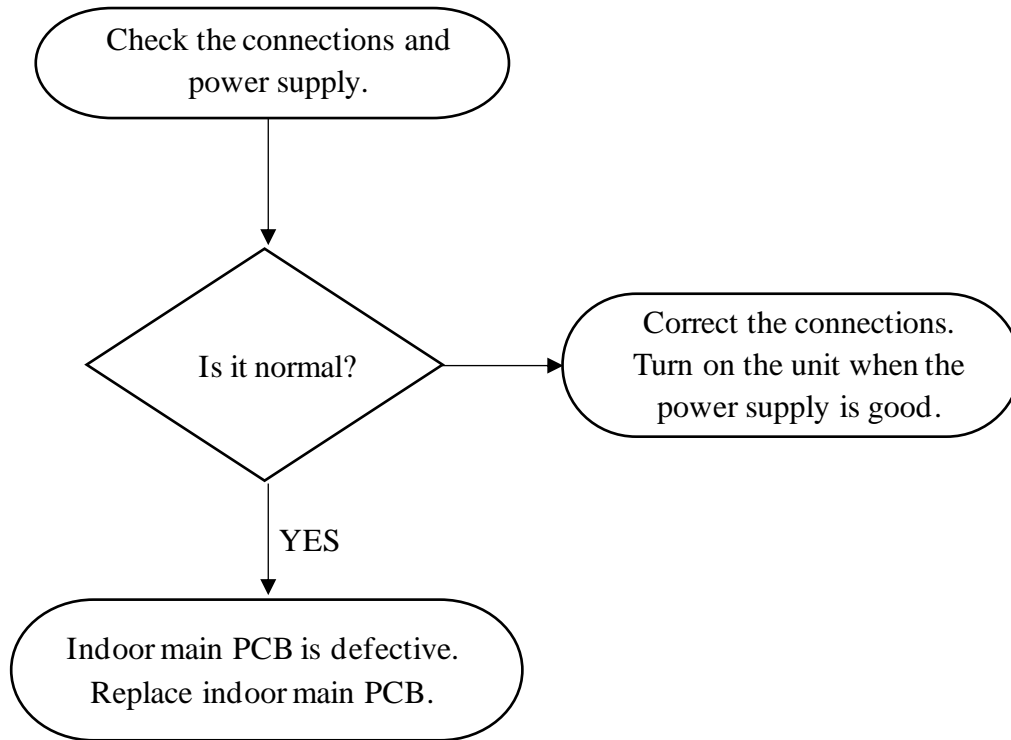 Check the connections and
power supply.
Is it normal?
Correct the connections.
Turn on the unit when the
power supply is good.
YES
Indoor main PCB is defective.
Replace indoor main PCB.